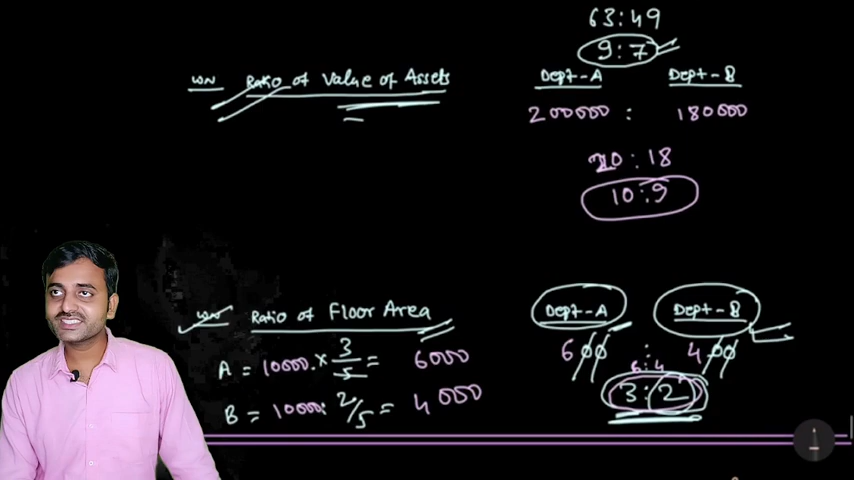 63:49
9:7
WN Ratio of Value of Assets Dept-A Dept-B
200000 : 180000
20:18
10:9
WN Ratio of Floor Area Dept-A Dept-B
A = 10000 x 3/5 = 6000 600 : 400
6:4
B = 10000 2/5 = 4000 3:2